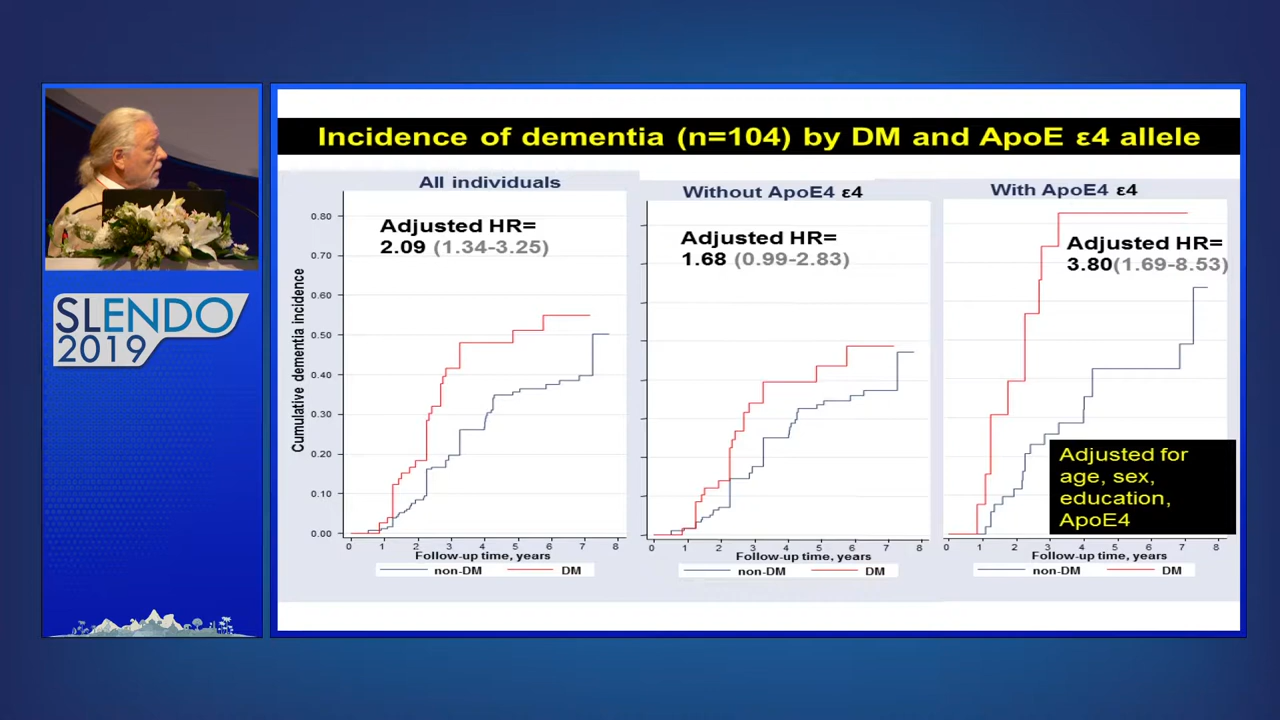 Incidence of dementia (n=104) by DM and ApoE ε4 allele
All individuals
Adjusted HR=
2.09 (1.34-3.25)
0.80
0.70
0.60
0.50
0.40
0.30
0.20
0.10
0.00
Cumulative dementia incidence
0 1 2 3 4 5 6 7 8
Follow-up time, years
non-DM DM
Without ApoE4 ε4
Adjusted HR=
1.68 (0.99-2.83)
0 1 2 3 4 5 6 7 8
Follow-up time, years
non-DM DM
With ApoE4 ε4
Adjusted HR=
3.80(1.69-8.53)
Adjusted for
age, sex,
education,
ApoE4
0 1 2 3 4 5 6 7 8
Follow-up time, years
non-DM DM
SLENDO
2019